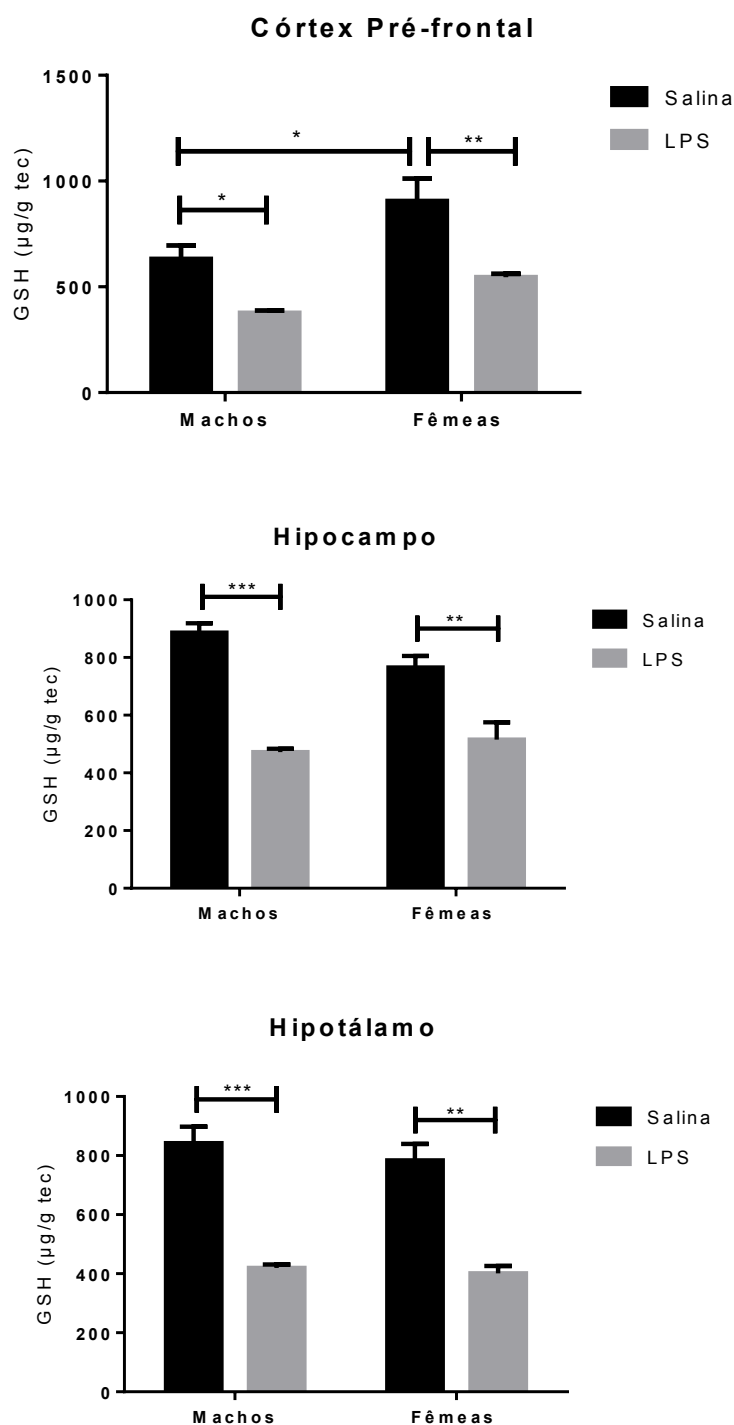 Córtex Pré-frontal
1500
1000
500
0
GSH (µg/g tec)
*
*
**
Salina
LPS
Machos
Fêmeas
Hipocampo
1000
800
600
400
200
0
GSH (µg/g tec)
***
**
Salina
LPS
Machos
Fêmeas
Hipotálamo
1000
800
600
400
200
0
GSH (µg/g tec)
***
**
Salina
LPS
Machos
Fêmeas